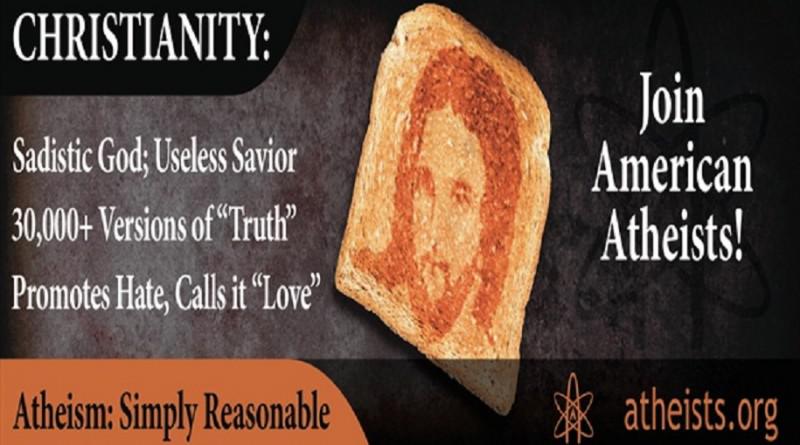 CHRISTIANITY:
Sadistic God; Useless Savior
30,000+ Versions of “Truth”
Promotes Hate, Calls it “Love”
Join
American
Atheists!
Atheism: Simply Reasonable
A
atheists.org